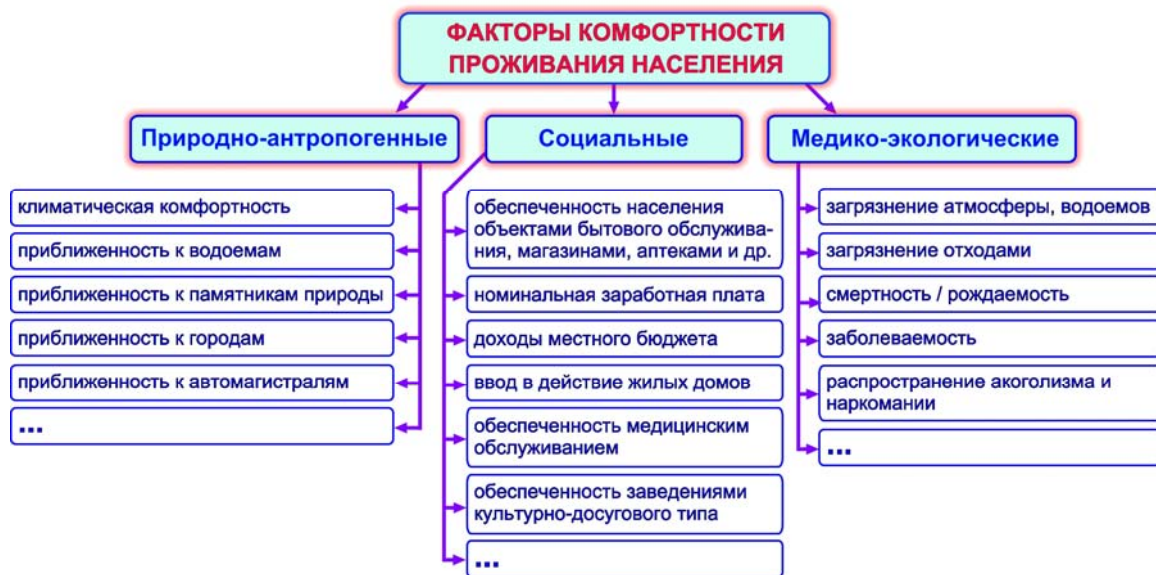 ФАКТОРЫ КОМФОРТНОСТИ
ПРОЖИВАНИЯ НАСЕЛЕНИЯ
Природно-антропогенные
климатическая комфортность
приближенность к водоемам
приближенность к памятникам природы
приближенность к городам
приближенность к автомагистралям
...
Социальные
обеспеченность населения
объектами бытового обслужива-
ния, магазинами, аптеками и др.
номинальная заработная плата
доходы местного бюджета
ввод в действие жилых домов
обеспеченность медицинским
обслуживанием
обеспеченность заведениями
культурно-досугового типа
...
Медико-экологические
загрязнение атмосферы, водоемов
загрязнение отходами
смертность / рождаемость
заболеваемость
распространение акоголизма и
наркомании
...